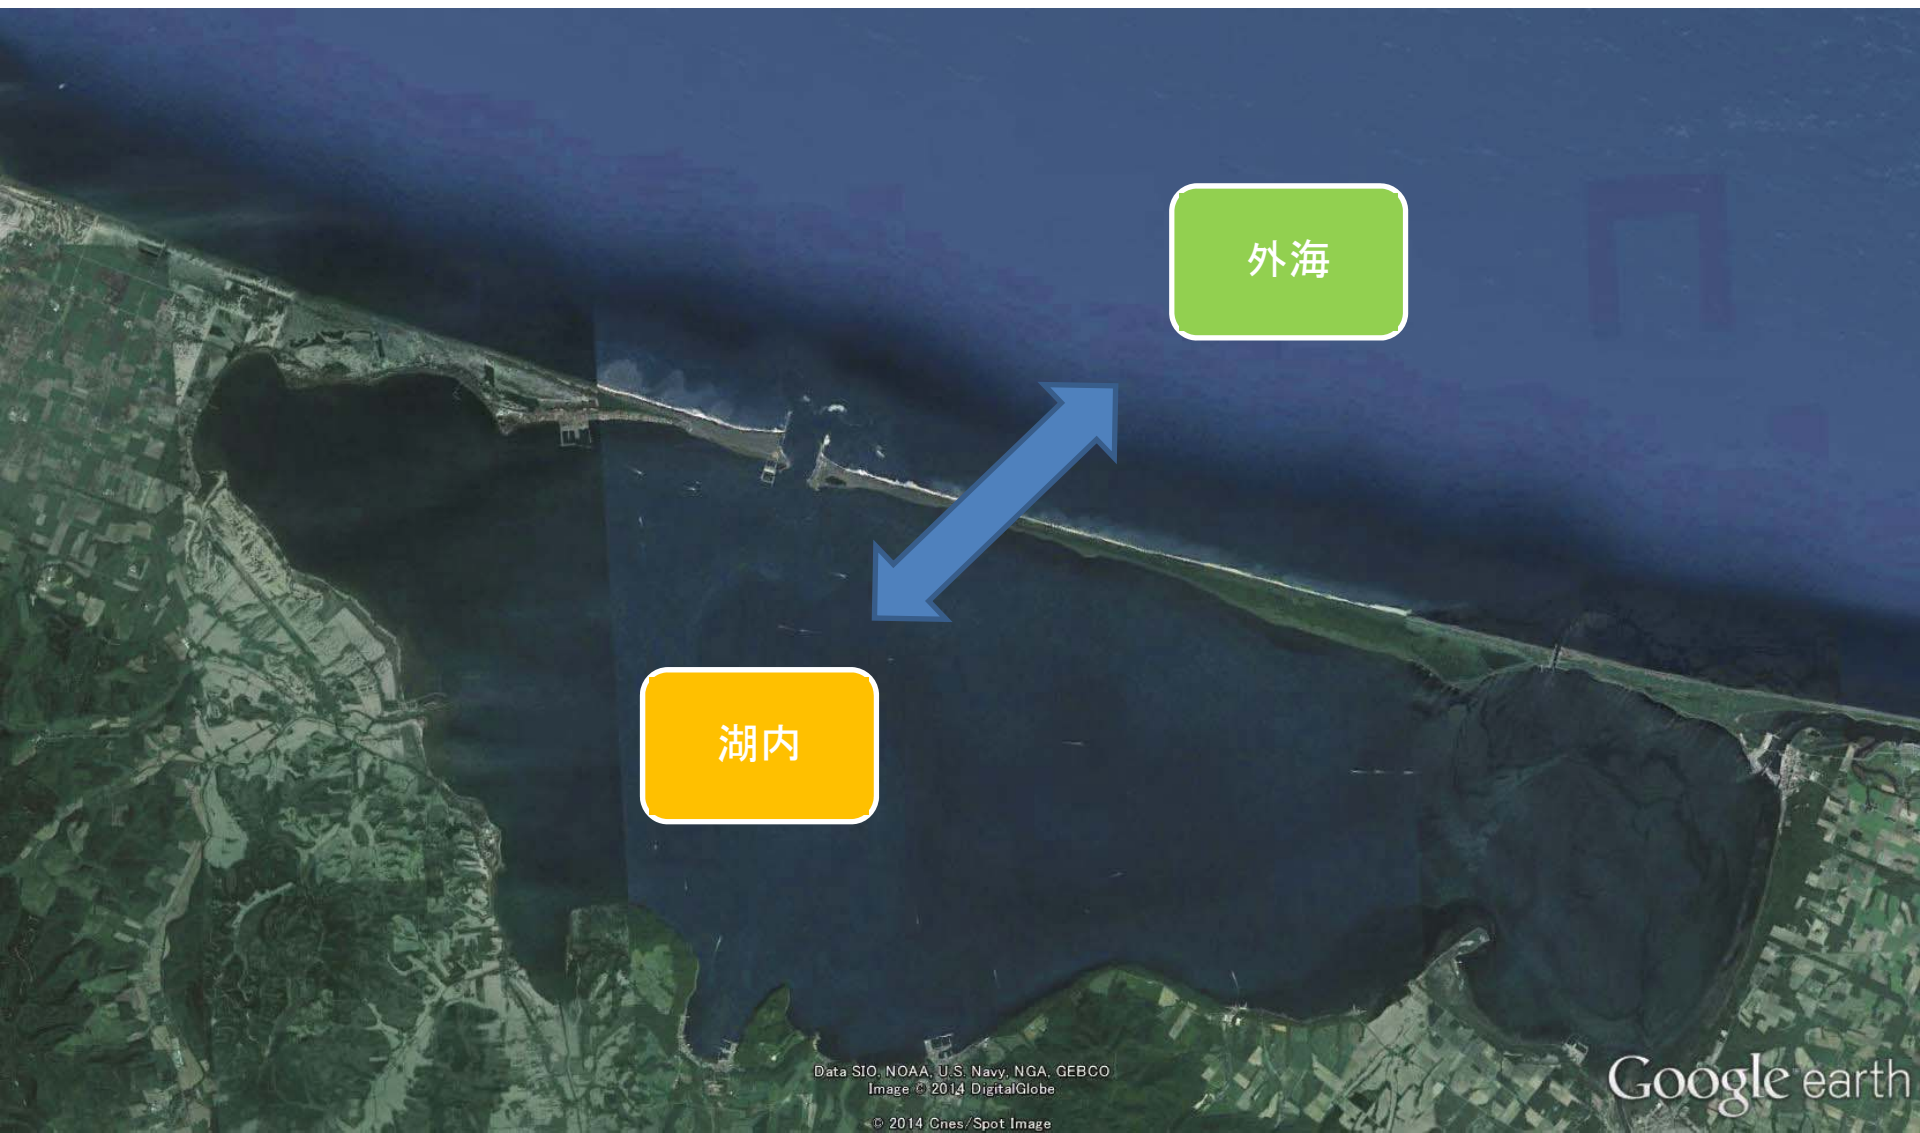 外海
湖内
Data SIO, NOAA, U.S. Navy, NGA, GEBCO
Image © 2014 DigitalGlobe
© 2014 Cnes/Spot Image
Google earth